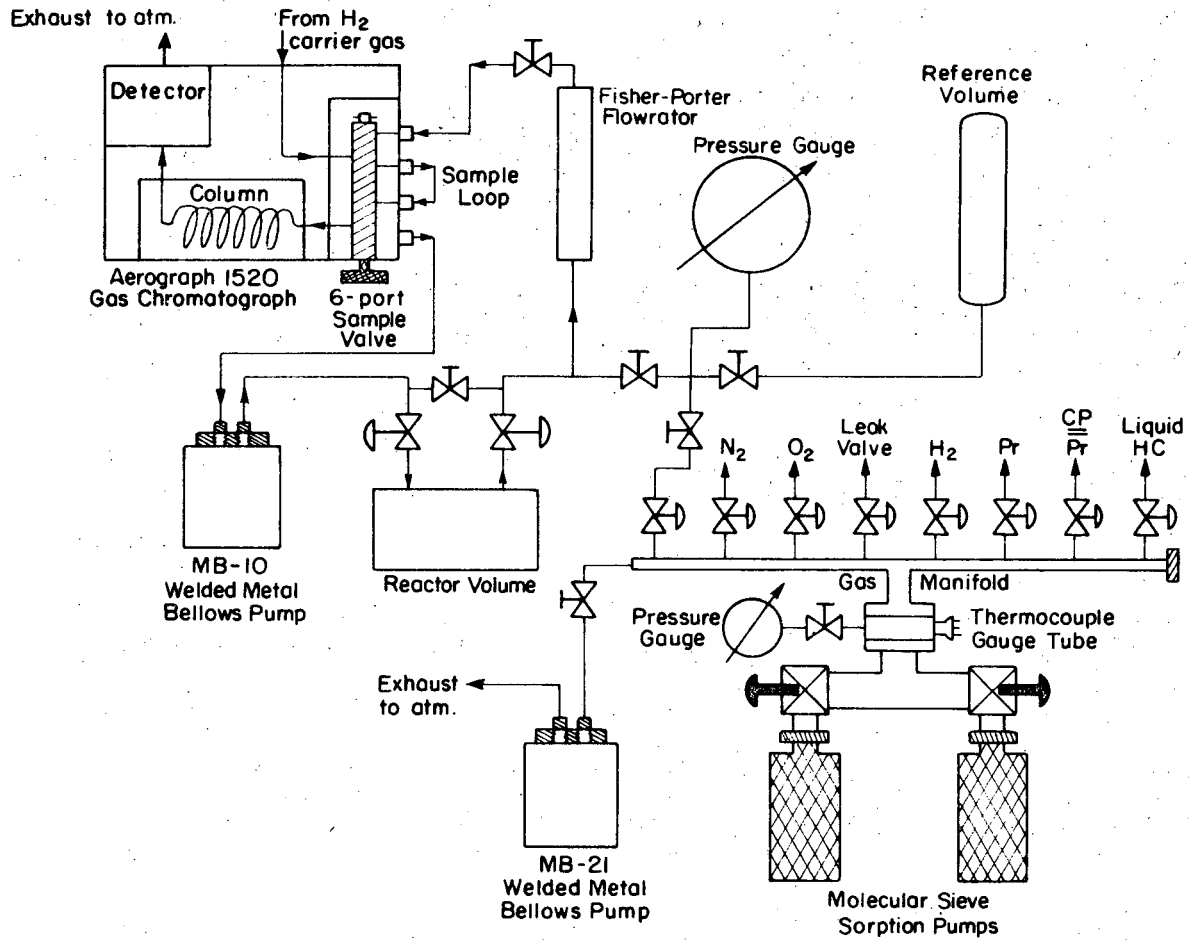 Exhaust to atm.
From H2
carrier gas
Detector
Column
Aerograph 1520
Gas Chromatograph
6-port
Sample
Valve
Sample
Loop
Fisher-Porter
Flowrator
Pressure Gauge
Reference
Volume
MB-10
Welded Metal
Bellows Pump
Reactor Volume
N2
O2
Leak
Valve
H2
Pr
CP
Pr
Liquid
HC
Gas Manifold
Pressure
Gauge
Thermocouple
Gauge Tube
Exhaust
to atm.
MB-21
Welded Metal
Bellows Pump
Molecular Sieve
Sorption Pumps